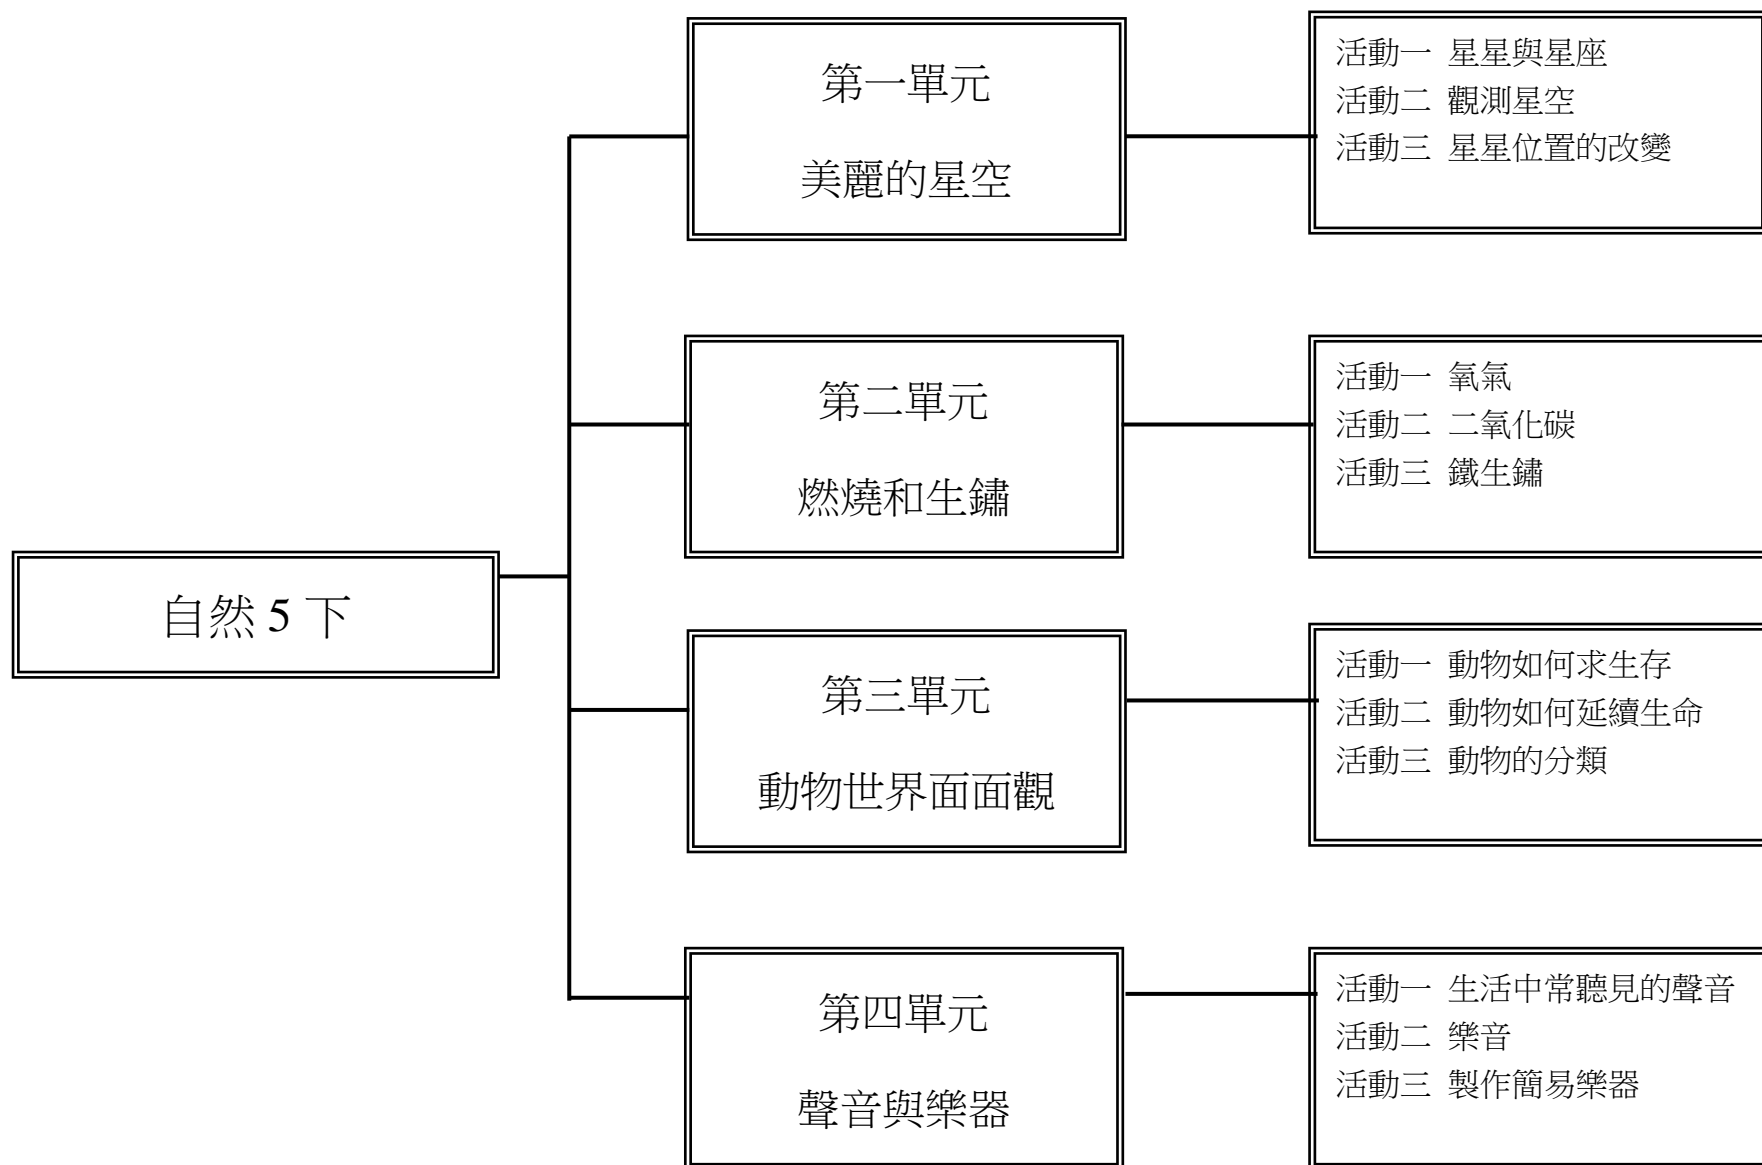 自然 5 下
第一單元
美麗的星空
活動一 星星與星座
活動二 觀測星空
活動三 星星位置的改變
第二單元
燃燒和生鏽
活動一 氧氣
活動二 二氧化碳
活動三 鐵生鏽
第三單元
動物世界面面觀
活動一 動物如何求生存
活動二 動物如何延續生命
活動三 動物的分類
第四單元
聲音與樂器
活動一 生活中常聽見的聲音
活動二 樂音
活動三 製作簡易樂器